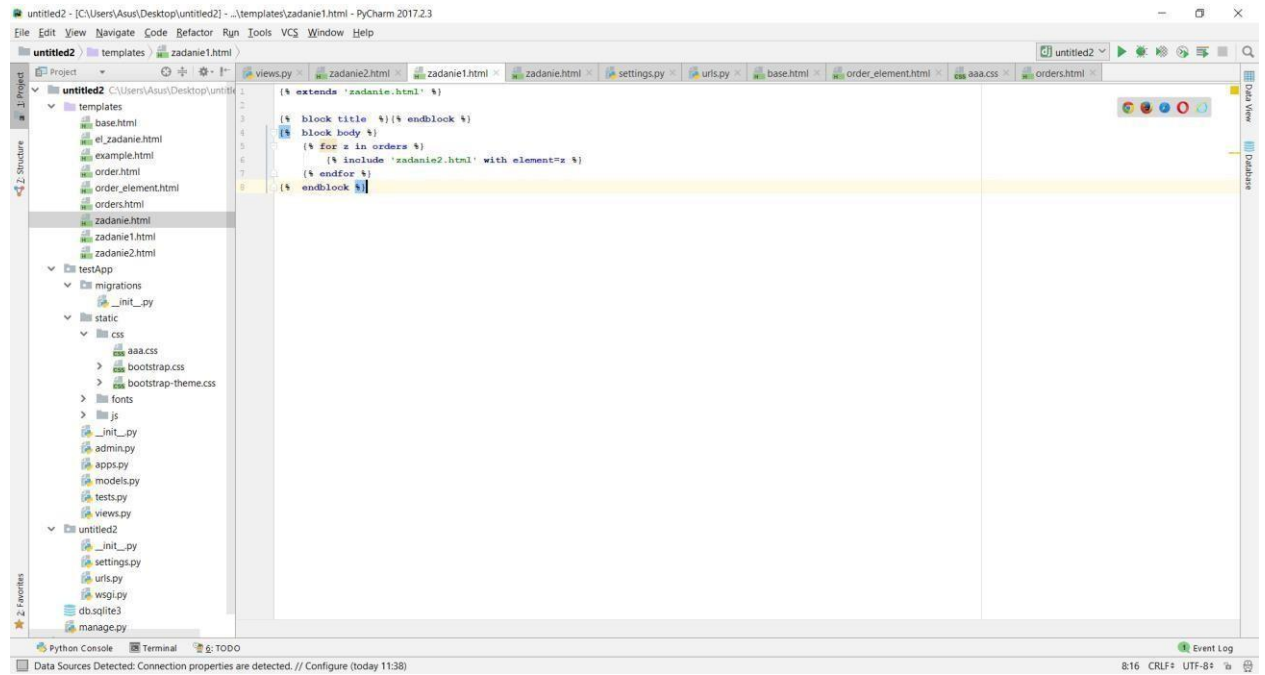 untitled2 - [C:\Users\Asus\Desktop\untitled2] - ...\templates\zadanie1.html - PyCharm 2017.2.3
File Edit View Navigate Code Refactor Run Tools VCS Window Help
untitled2 templates zadanie1.html
untitled2
Project
views.py zadanie2.html zadanie1.html zadanie.html settings.py urls.py base.html order_element.html aaa.css orders.html
1: Project
Z: Structure
2: Favorites
untitled2 C:\Users\Asus\Desktop\untitle
templates
base.html
el_zadanie.html
example.html
order.html
order_element.html
orders.html
zadanie.html
zadanie1.html
zadanie2.html
testApp
migrations
__init__.py
static
css
aaa.css
bootstrap.css
bootstrap-theme.css
fonts
js
__init__.py
admin.py
apps.py
models.py
tests.py
views.py
untitled2
__init__.py
settings.py
urls.py
wsgi.py
db.sqlite3
manage.py
1 {% extends 'zadanie.html' %}
2
3 {% block title %}{% endblock %}
4 {% block body %}
5 {% for z in orders %}
6 {% include 'zadanie2.html' with element=z %}
7 {% endfor %}
8 {% endblock %}
Data View
Database
Python Console Terminal 6: TODO
1 Event Log
Data Sources Detected: Connection properties are detected. // Configure (today 11:38)
8:16 CRLF UTF-8